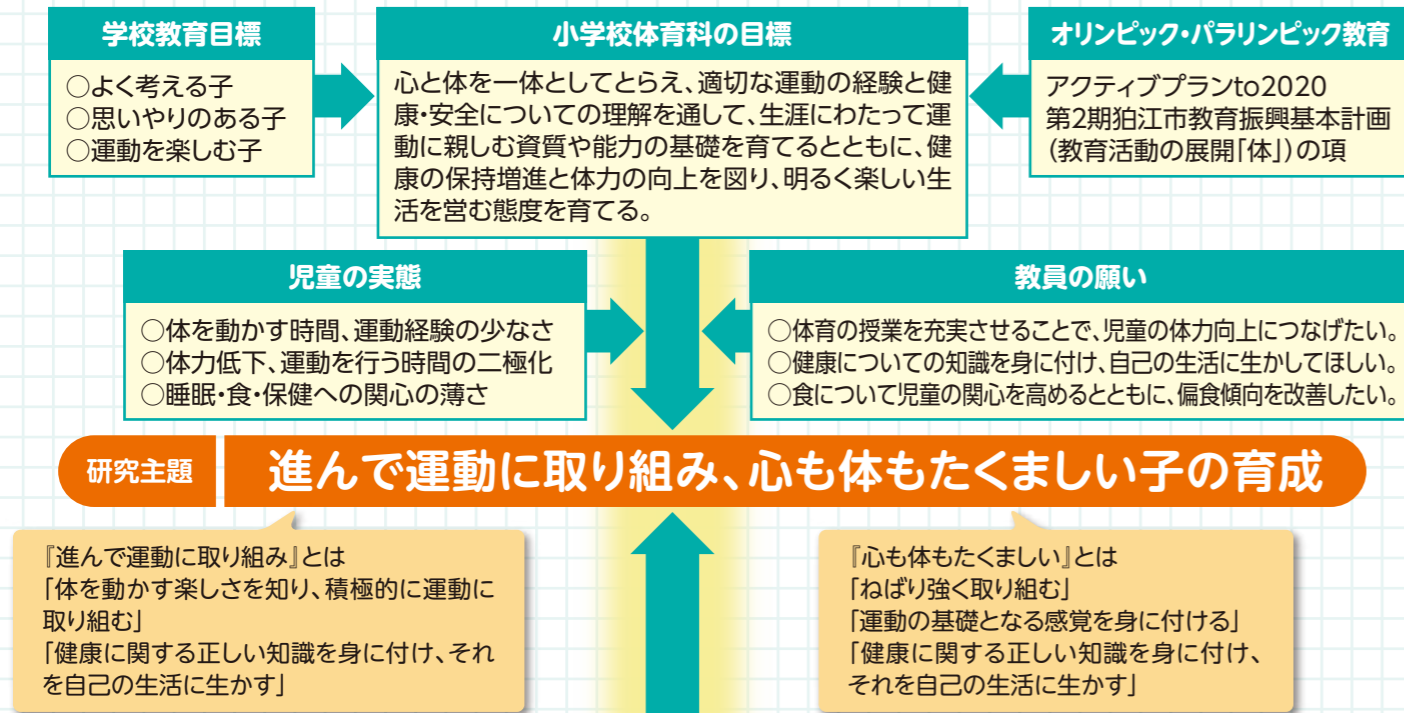 学校教育目標
○よく考える子
○思いやりのある子
○運動を楽しむ子
小学校体育科の目標
心と体を一体としてとらえ、適切な運動の経験と健
康・安全についての理解を通して、生涯にわたって運
動に親しむ資質や能力の基礎を育てるとともに、健
康の保持増進と体力の向上を図り、明るく楽しい生
活を営む態度を育てる。
オリンピック・パラリンピック教育
アクティブプランto2020
第2期狛江市教育振興基本計画
(教育活動の展開「体」)の項
児童の実態
○体を動かす時間、運動経験の少なさ
○体力低下、運動を行う時間の二極化
○睡眠・食・保健への関心の薄さ
教員の願い
○体育の授業を充実させることで、児童の体力向上につなげたい。
○健康についての知識を身に付け、自己の生活に生かしてほしい。
○食について児童の関心を高めるとともに、偏食傾向を改善したい。
研究主題
進んで運動に取り組み、心も体もたくましい子の育成
『進んで運動に取り組み』とは
「体を動かす楽しさを知り、積極的に運動に
取り組む」
「健康に関する正しい知識を身に付け、それ
を自己の生活に生かす」
『心も体もたくましい』とは
「ねばり強く取り組む」
「運動の基礎となる感覚を身に付ける」
「健康に関する正しい知識を身に付け、
それを自己の生活に生かす」